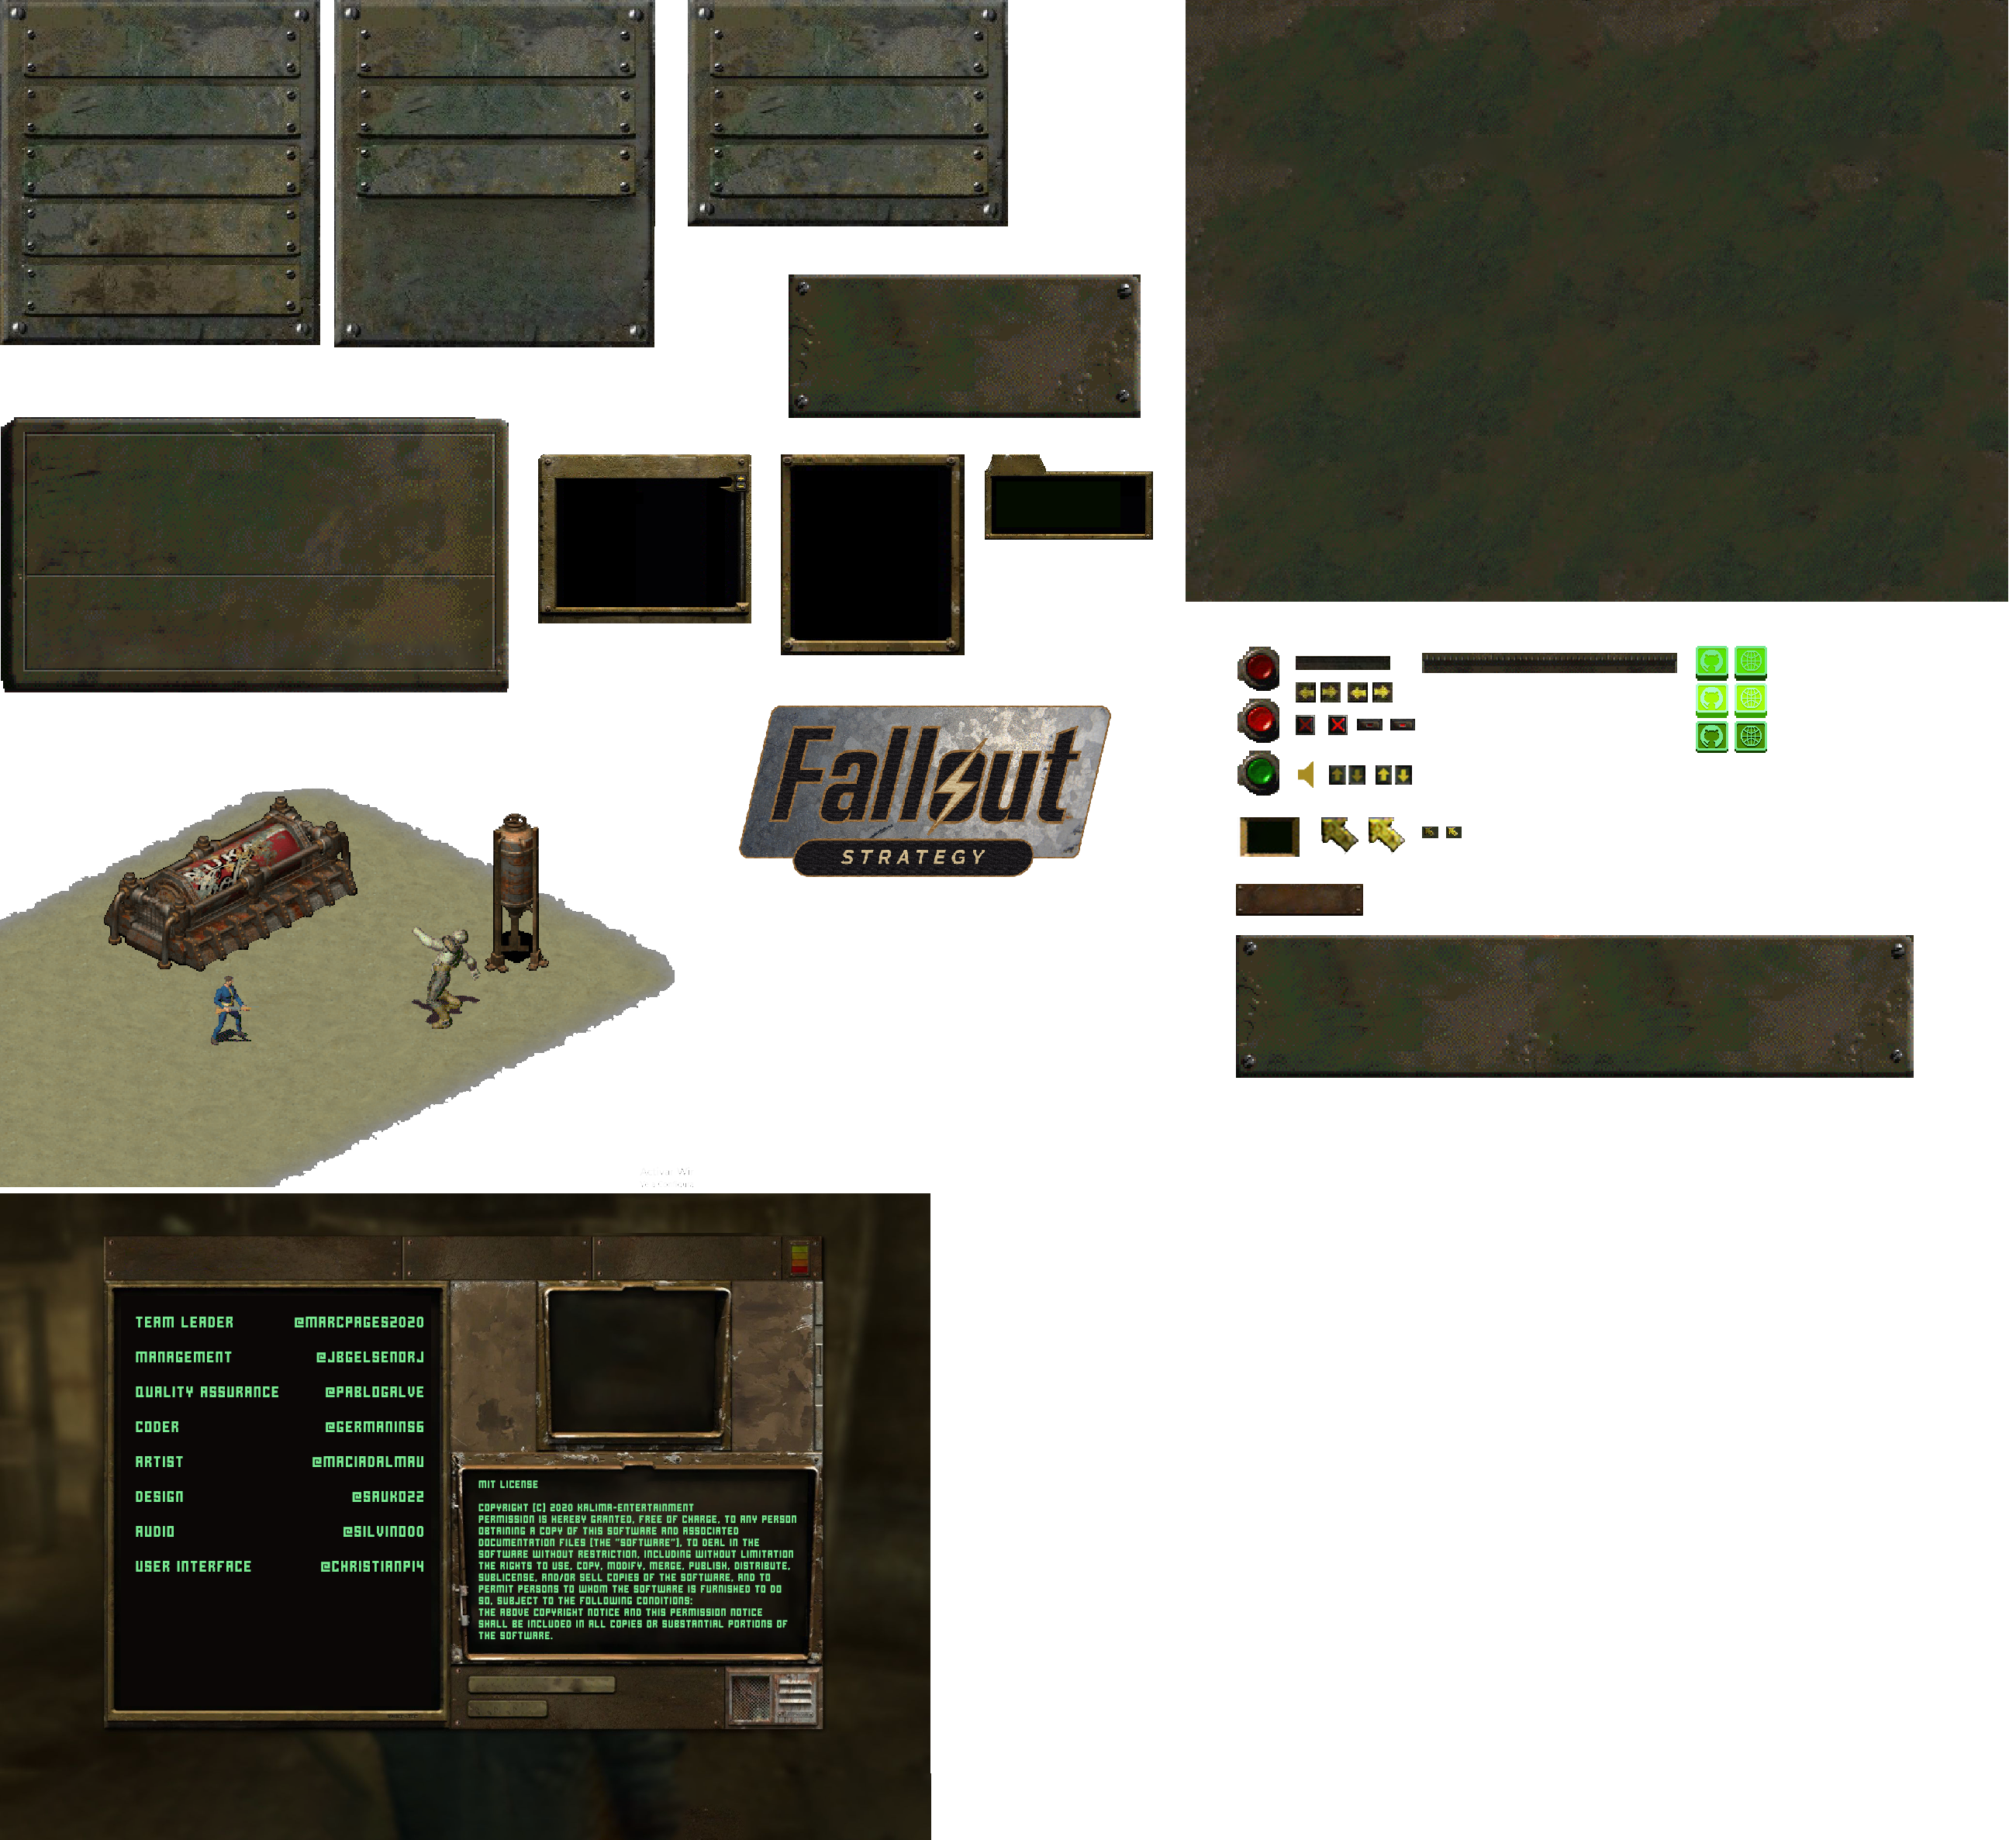 Fallout
STRATEGY
TEAM LEADER @MARCPAGES2020
MANAGEMENT @JBGELSENORJ
QUALITY ASSURANCE @PABLOGALVE
CODER @GERMANINS6
ARTIST @MACIADALMAU
DESIGN @SAUKO22
AUDIO @SILVINO00
USER INTERFACE @CHRISTIANPI4
MIT LICENSE
COPYRIGHT [C] 2020 KALIMA-ENTERTAINMENT
PERMISSION IS HEREBY GRANTED, FREE OF CHARGE, TO ANY PERSON
OBTAINING A COPY OF THIS SOFTWARE AND ASSOCIATED
DOCUMENTATION FILES [THE "SOFTWARE"], TO DEAL IN THE
SOFTWARE WITHOUT RESTRICTION, INCLUDING WITHOUT LIMITATION
THE RIGHTS TO USE, COPY, MODIFY, MERGE, PUBLISH, DISTRIBUTE,
SUBLICENSE, AND/OR SELL COPIES OF THE SOFTWARE, AND TO
PERMIT PERSONS TO WHOM THE SOFTWARE IS FURNISHED TO DO
SO, SUBJECT TO THE FOLLOWING CONDITIONS:
THE ABOVE COPYRIGHT NOTICE AND THIS PERMISSION NOTICE
SHALL BE INCLUDED IN ALL COPIES OR SUBSTANTIAL PORTIONS OF
THE SOFTWARE.